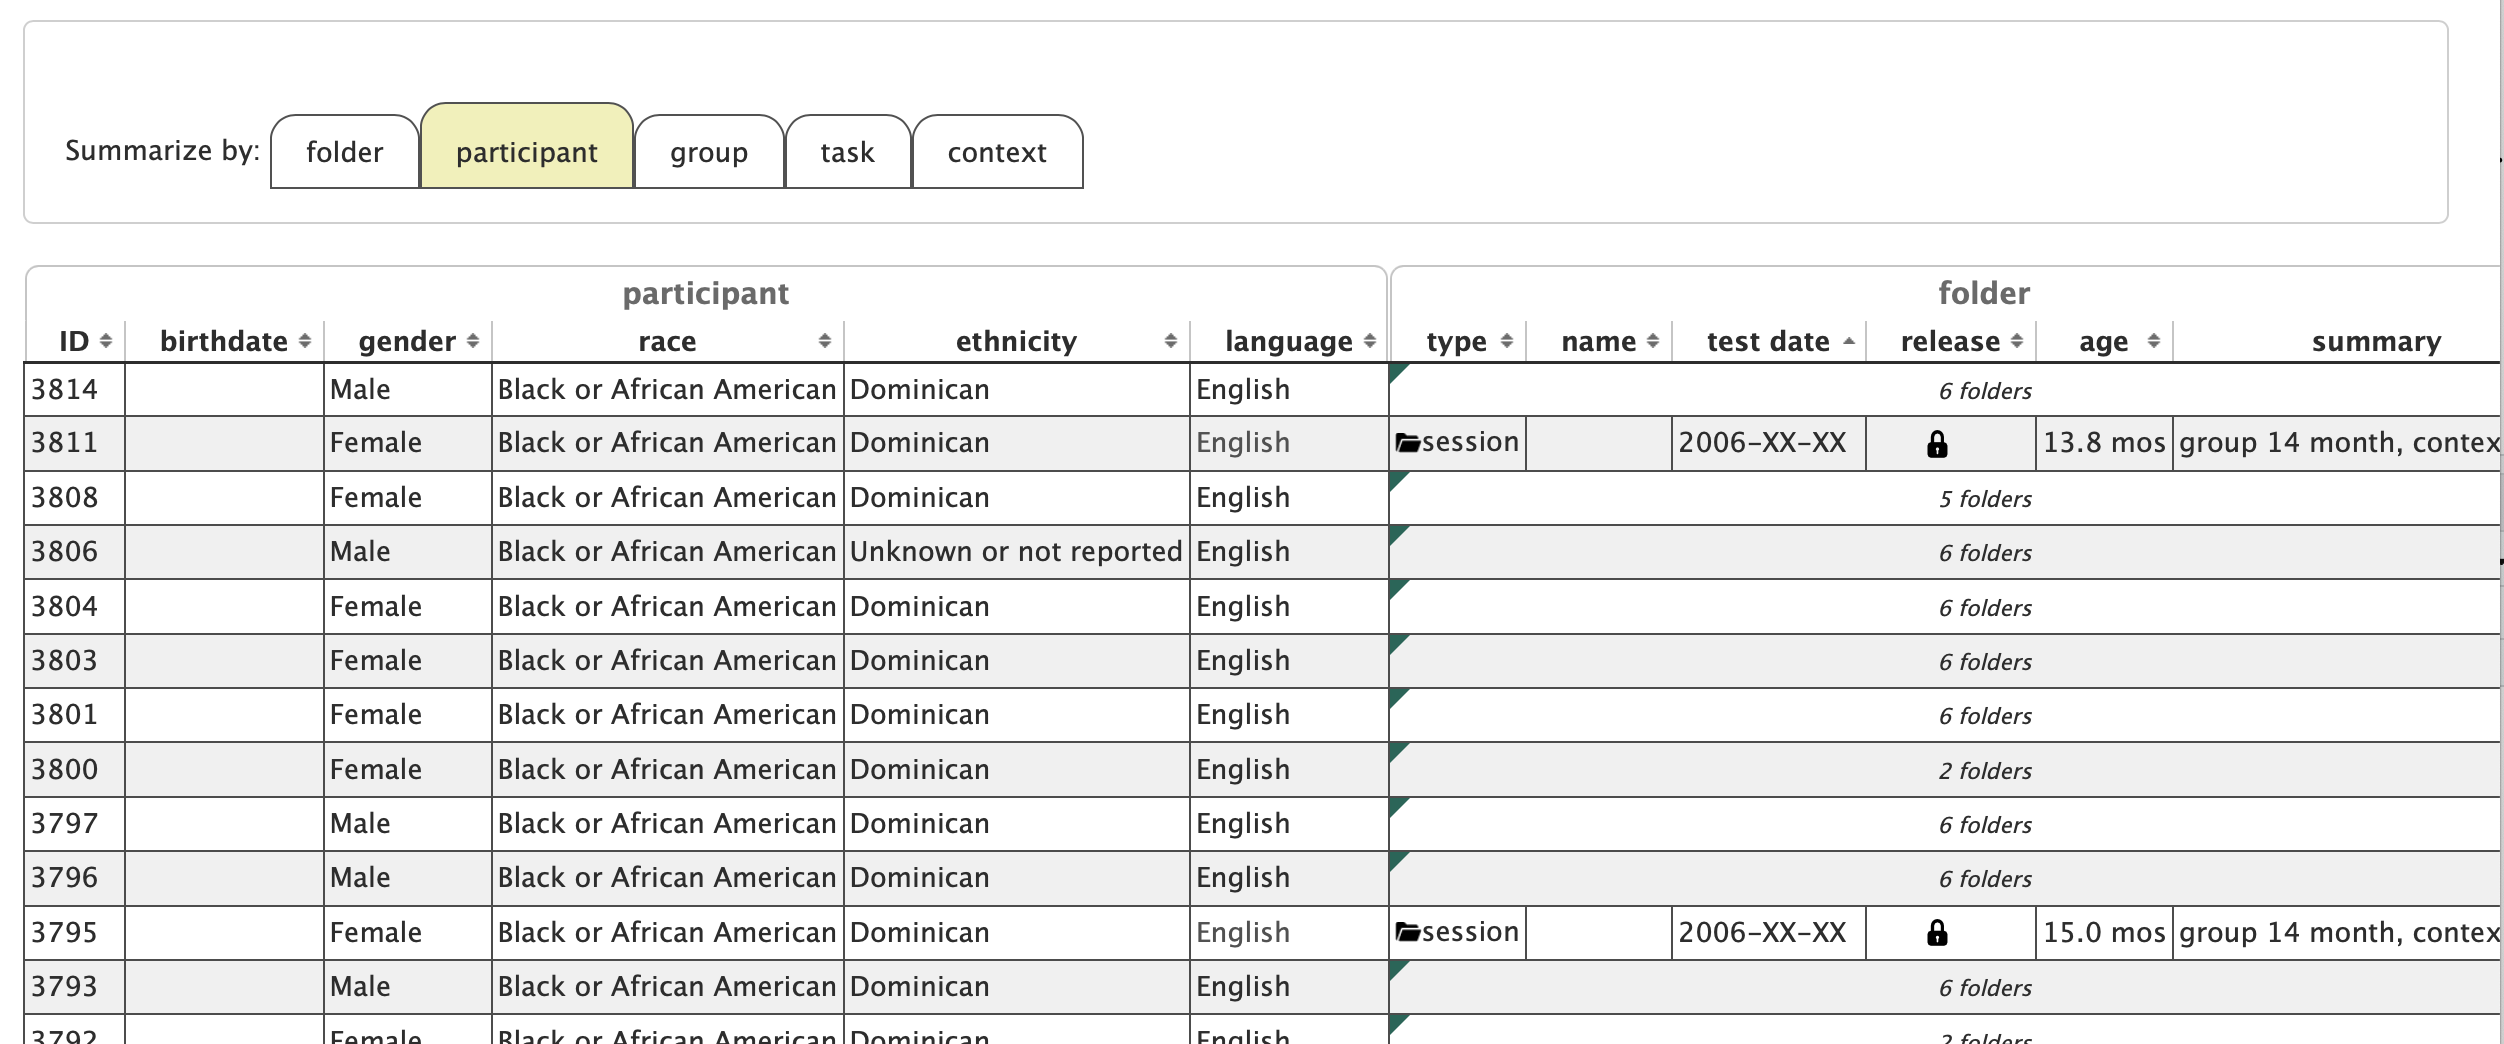 Summarize by: folder participant group task context
participant folder
ID birthdate gender race ethnicity language type name test date release age summary
3814 Male Black or African American Dominican English 6 folders
3811 Female Black or African American Dominican English session 2006-XX-XX 13.8 mos group 14 month, contex
3808 Female Black or African American Dominican English 5 folders
3806 Male Black or African American Unknown or not reported English 6 folders
3804 Female Black or African American Dominican English 6 folders
3803 Female Black or African American Dominican English 6 folders
3801 Female Black or African American Dominican English 6 folders
3800 Female Black or African American Dominican English 2 folders
3797 Male Black or African American Dominican English 6 folders
3796 Male Black or African American Dominican English 6 folders
3795 Female Black or African American Dominican English session 2006-XX-XX 15.0 mos group 14 month, contex
3793 Male Black or African American Dominican English 6 folders
3792 Female Black or African American Dominican English 2 folders